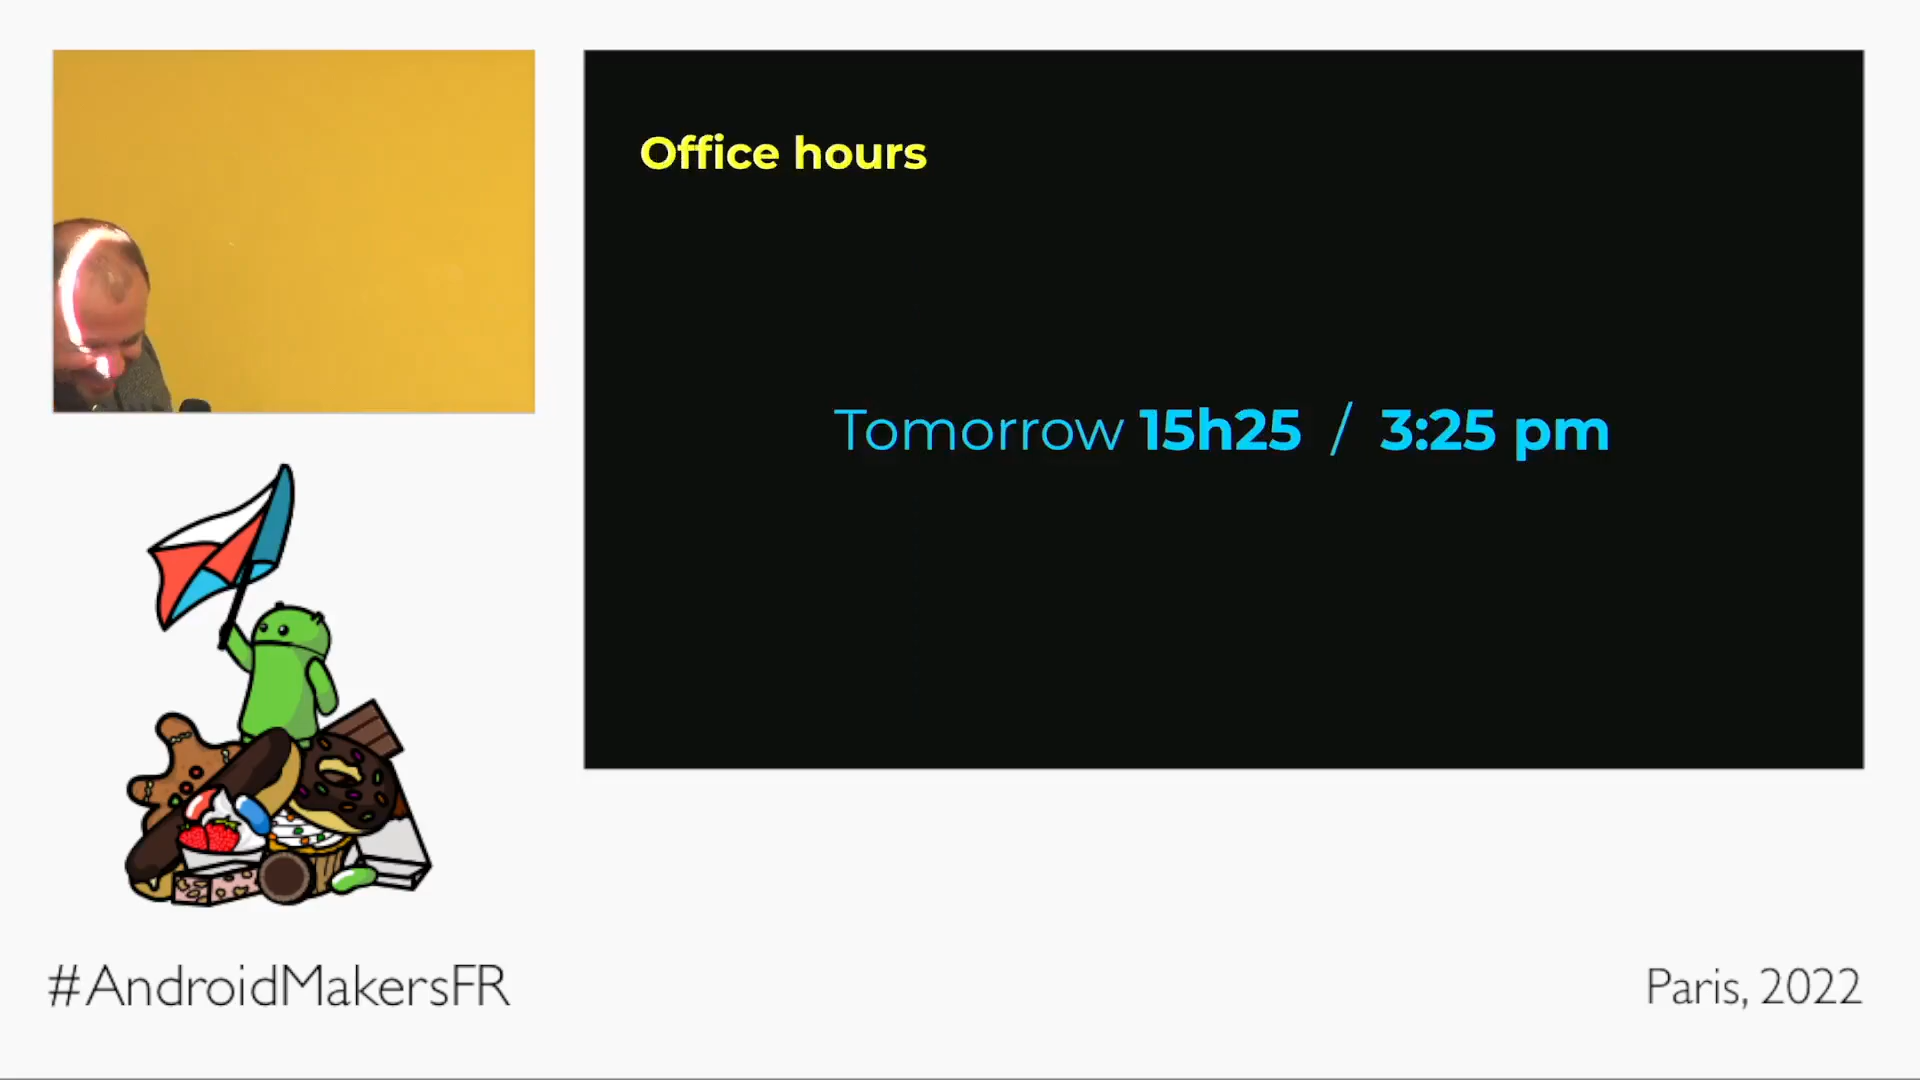 Office hours
Tomorrow 15h25 / 3:25 pm
#AndroidMakersFR
Paris, 2022